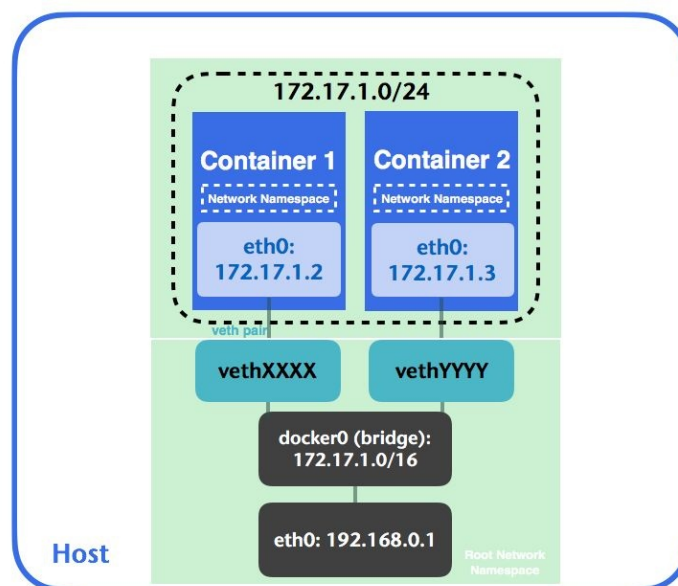 172.17.1.0/24
Container 1
Network Namespace
eth0:
172.17.1.2
Container 2
Network Namespace
eth0:
172.17.1.3
veth pair
vethXXXX
vethYYYY
docker0 (bridge):
172.17.1.0/16
eth0: 192.168.0.1
Host
Root Network
Namespace